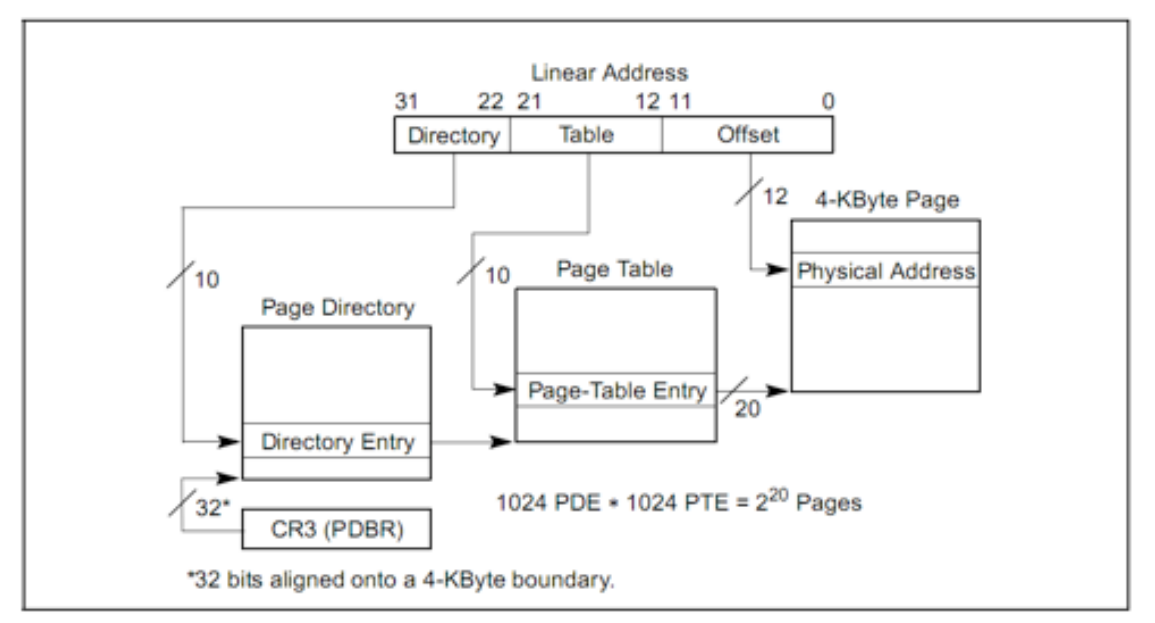 Linear Address
31 22 21 12 11 0
Directory Table Offset
12
4-KByte Page
Physical Address
10
10
Page Table
Page Directory
Page-Table Entry
20
Directory Entry
32*
1024 PDE * 1024 PTE = 2^20 Pages
CR3 (PDBR)
*32 bits aligned onto a 4-KByte boundary.